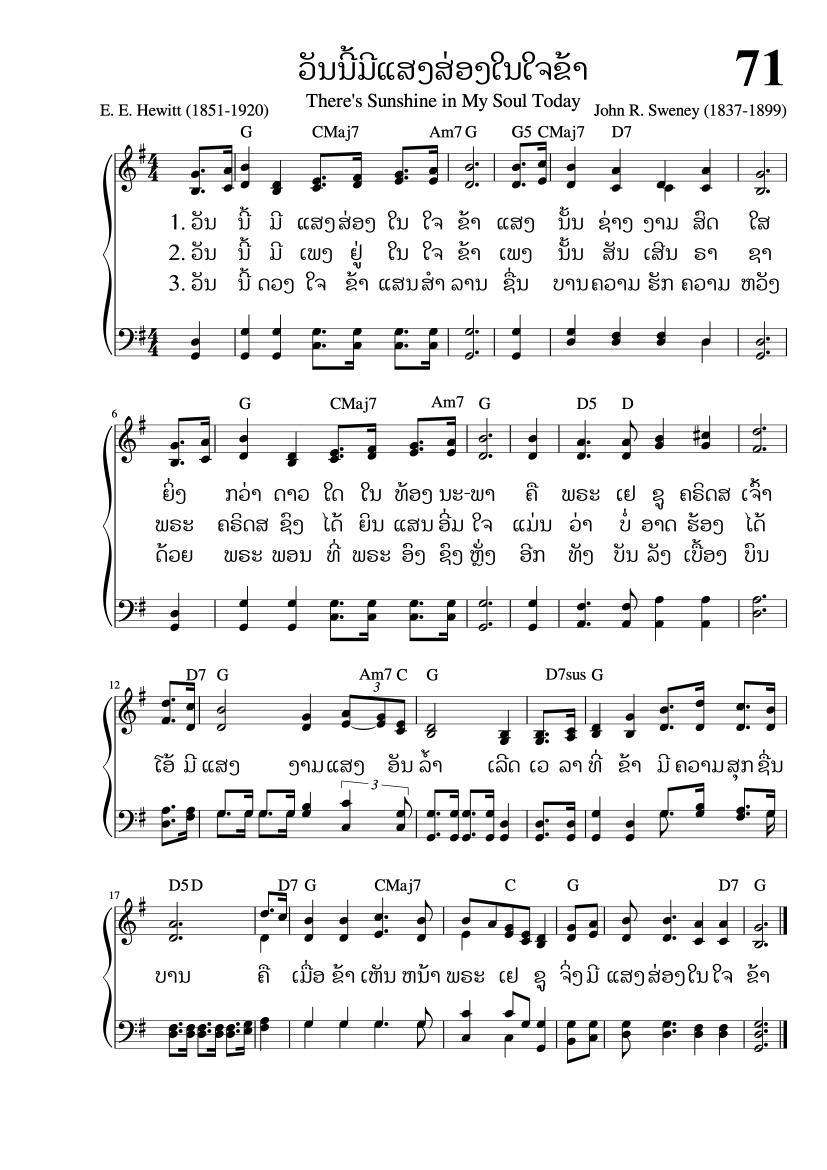 ວັນນີ້ມີແສງສ່ອງໃນໃຈຂ້າ
71
There's Sunshine in My Soul Today
E. E. Hewitt (1851-1920)
John R. Sweney (1837-1899)
G CMaj7 Am7 G G5 CMaj7 D7
1. ວັນ ນີ້ ມີ ແສງ ສ່ອງ ໃນ ໃຈ ຂ້າ ແສງ ນັ້ນ ຊ່າງ ງາມ ສົດ ໃສ
2. ວັນ ນີ້ ມີ ເພງ ຢູ່ ໃນ ໃຈ ຂ້າ ເພງ ນັ້ນ ສັນ ເສີນ ຣາ ຊາ
3. ວັນ ນີ້ ດວງ ໃຈ ຂ້າ ແສນ ສຳ ລານ ຊື່ນ ບານ ຄວາມ ຮັກ ຄວາມ ຫວັງ
6
G CMaj7 Am7 G D5 D
ຍິ່ງ ກວ່າ ດາວ ໃດ ໃນ ທ້ອງ ນະ-ພາ ຄື ພຣະ ເຢ ຊູ ຄຣິດສ ເຈົ້າ
ພຣະ ຄຣິດສ ຊົງ ໄດ້ ຍິນ ແສນ ອີ່ມ ໃຈ ແມ່ນ ວ່າ ບໍ່ ອາດ ຮ້ອງ ໄດ້
ດ້ວຍ ພຣະ ພອນ ທີ່ ພຣະ ອົງ ຊົງ ຫຼັ່ງ ອີກ ທັງ ບັນ ລັງ ເບື້ອງ ບົນ
12
D7 G Am7 C G D7sus G
3
ໂອ້ ມີ ແສງ ງາມ ແສງ ອັນ ລ້ຳ ເລີດ ເວ ລາ ທີ່ ຂ້າ ມີ ຄວາມ ສຸກ ຊື່ນ
3
17
D5 D D7 G CMaj7 C G D7 G
ບານ ຄື ເມື່ອ ຂ້າ ເຫັນ ຫນ້າ ພຣະ ເຢ ຊູ ຈິ່ງ ມີ ແສງ ສ່ອງ ໃນ ໃຈ ຂ້າ